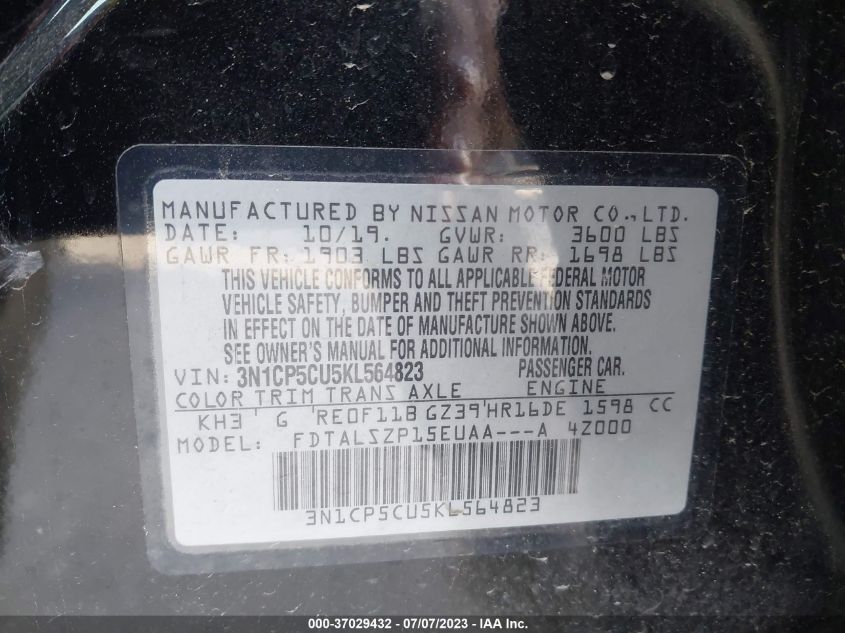 MANUFACTURED BY NISSAN MOTOR CO.,LTD.
DATE: 10/19. GVWR: 3600 LBS
GAWR FR: 1903 LBS GAWR RR: 1698 LBS
THIS VEHICLE CONFORMS TO ALL APPLICABLE FEDERAL MOTOR
VEHICLE SAFETY, BUMPER AND THEFT PREVENTION STANDARDS
IN EFFECT ON THE DATE OF MANUFACTURE SHOWN ABOVE.
SEE OWNER'S MANUAL FOR ADDITIONAL INFORMATION.
VIN: 3N1CP5CU5KL564823 PASSENGER CAR.
COLOR TRIM TRANS AXLE ENGINE
KH3 G RE0F11B GZ39 HR16DE 1598 CC
MODEL: FDTALSZP15EUAA---A 4Z000
3N1CP5CU5KL564823
000-37029432 - 07/07/2023 - IAA Inc.